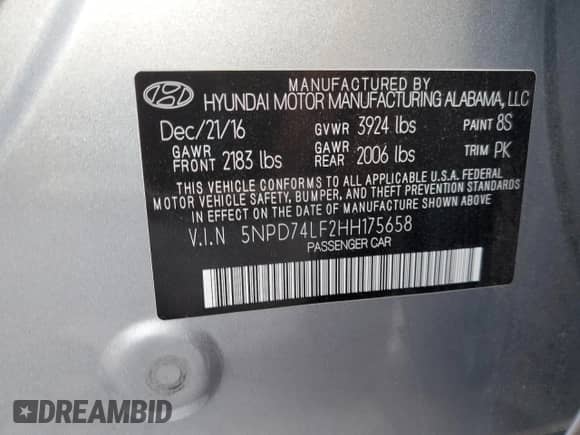 MANUFACTURED BY
HYUNDAI MOTOR MANUFACTURING ALABAMA, LLC
Dec/21/16 GVWR 3924 lbs PAINT 8S
GAWR FRONT 2183 lbs GAWR REAR 2006 lbs TRIM PK
THIS VEHICLE CONFORMS TO ALL APPLICABLE U.S.A. FEDERAL
MOTOR VEHICLE SAFETY, BUMPER, AND THEFT PREVENTION STANDARDS
IN EFFECT ON THE DATE OF MANUFACTURE SHOWN ABOVE.
V.I.N 5NPD74LF2HH175658
PASSENGER CAR
DREAMBID